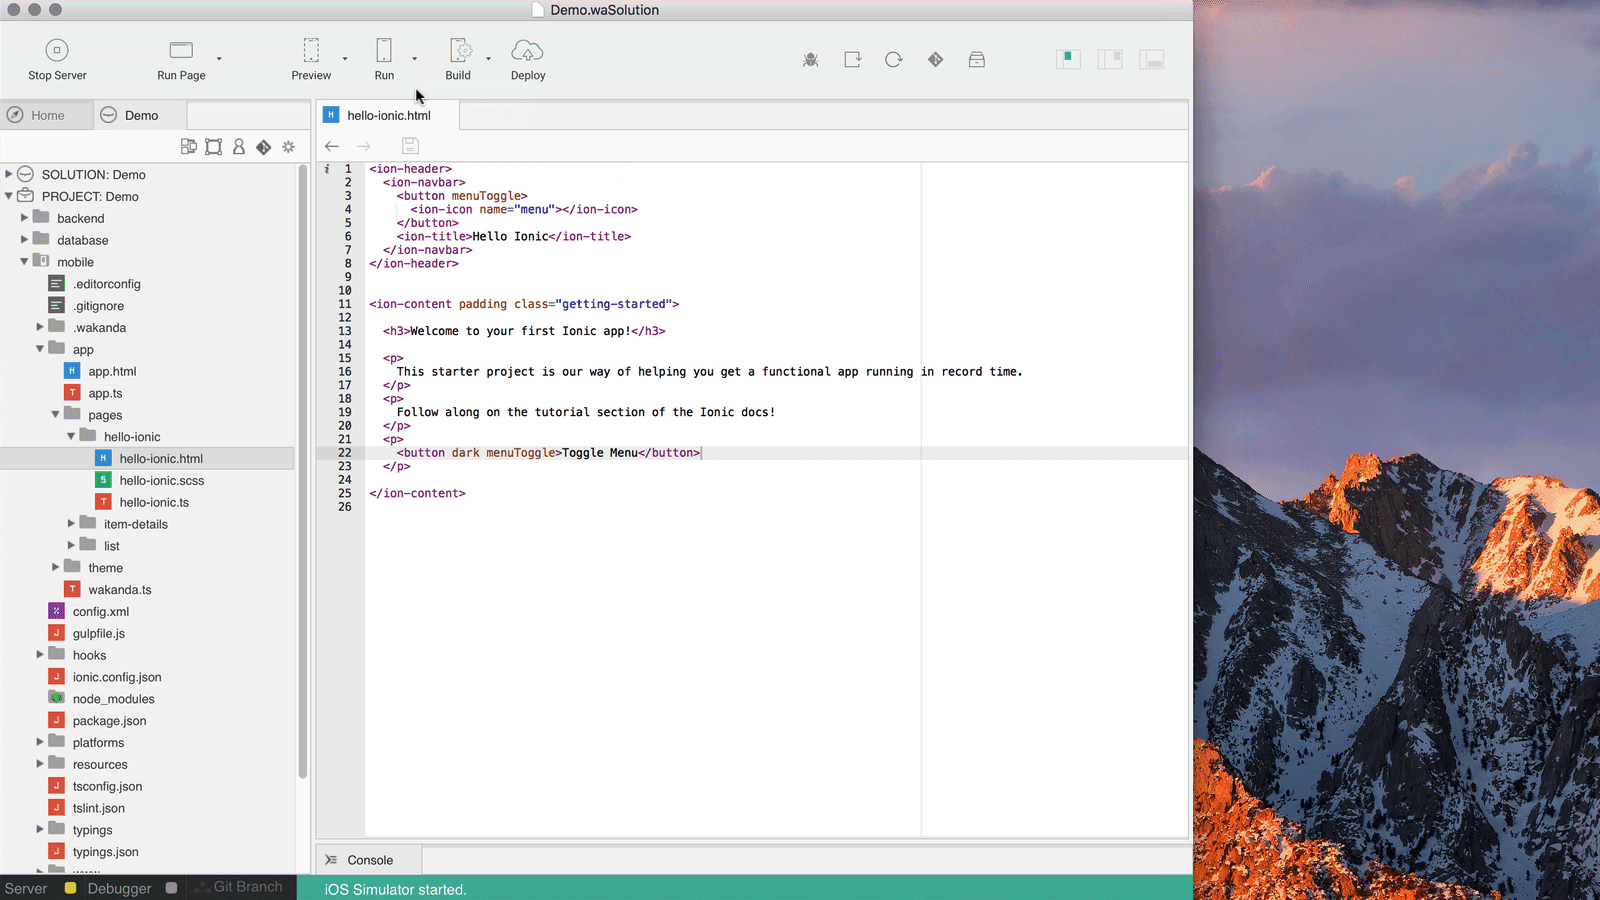 Demo.waSolution
Stop Server
Run Page
Preview
Run
Build
Deploy
Home
Demo
H hello-ionic.html
SOLUTION: Demo
PROJECT: Demo
backend
database
mobile
.editorconfig
.gitignore
.wakanda
app
H app.html
T app.ts
pages
hello-ionic
H hello-ionic.html
S hello-ionic.scss
T hello-ionic.ts
item-details
list
theme
T wakanda.ts
X config.xml
J gulpfile.js
hooks
J ionic.config.json
node_modules
J package.json
platforms
resources
J tsconfig.json
J tslint.json
typings
J typings.json
i 1 <ion-header>
2 <ion-navbar>
3 <button menuToggle>
4 <ion-icon name="menu"></ion-icon>
5 </button>
6 <ion-title>Hello Ionic</ion-title>
7 </ion-navbar>
8 </ion-header>
9
10
11 <ion-content padding class="getting-started">
12
13 <h3>Welcome to your first Ionic app!</h3>
14
15 <p>
16 This starter project is our way of helping you get a functional app running in record time.
17 </p>
18 <p>
19 Follow along on the tutorial section of the Ionic docs!
20 </p>
21 <p>
22 <button dark menuToggle>Toggle Menu</button>
23 </p>
24
25 </ion-content>
26
Console
Server
Debugger
Git Branch
iOS Simulator started.